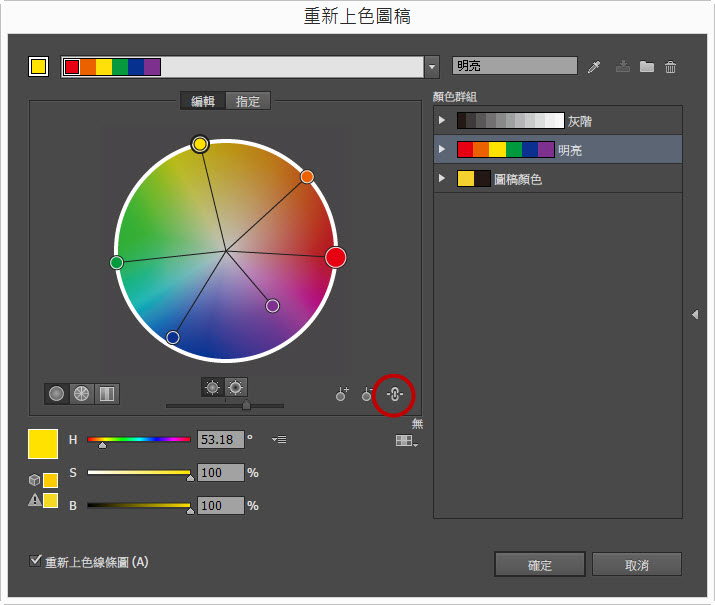 重新上色圖稿
明亮
編輯 指定
顏色群組
灰階
明亮
圖稿顏色
無
H 53.18 °
S 100 %
B 100 %
重新上色線條圖 (A)
確定 取消